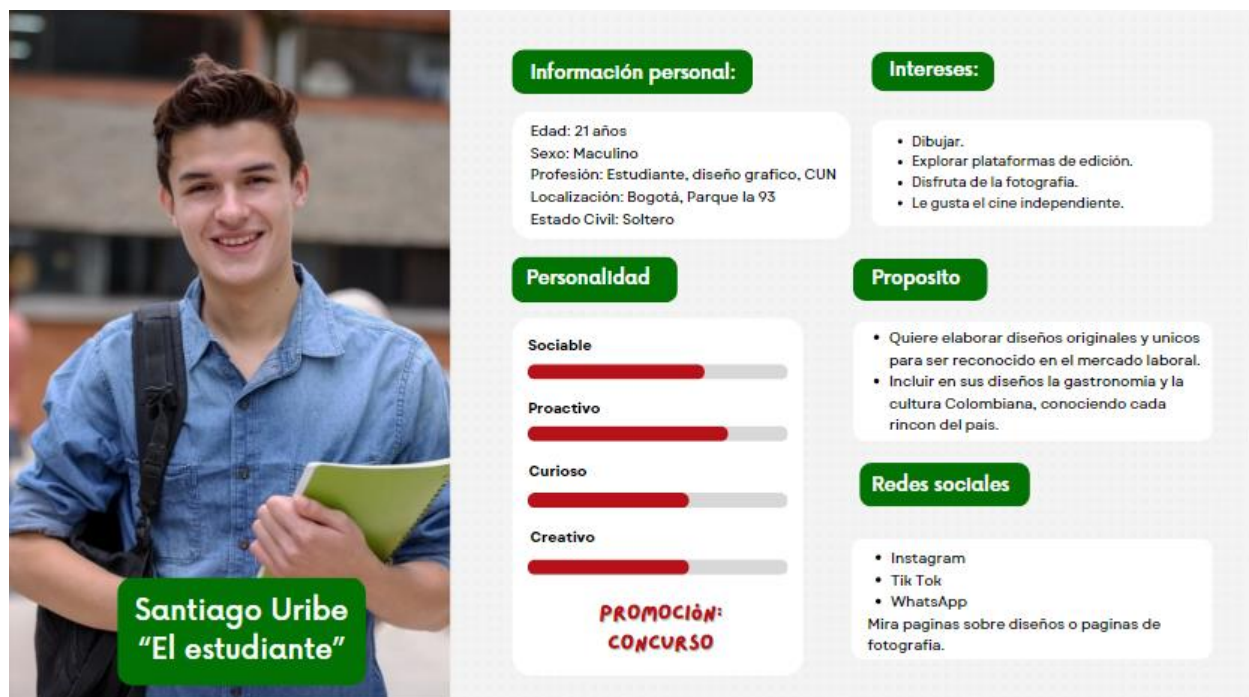 Santiago Uribe
“El estudiante”
Información personal:
Edad: 21 años
Sexo: Maculino
Profesión: Estudiante, diseño grafico, CUN
Localización: Bogotá, Parque la 93
Estado Civil: Soltero
Personalidad
Sociable
Proactivo
Curioso
Creativo
PROMOCIÓN:
CONCURSO
Intereses:
• Dibujar.
• Explorar plataformas de edición.
• Disfruta de la fotografía.
• Le gusta el cine independiente.
Proposito
• Quiere elaborar diseños originales y unicos
para ser reconocido en el mercado laboral.
• Incluir en sus diseños la gastronomia y la
cultura Colombiana, conociendo cada
rincon del pais.
Redes sociales
• Instagram
• Tik Tok
• WhatsApp
Mira paginas sobre diseños o paginas de
fotografia.